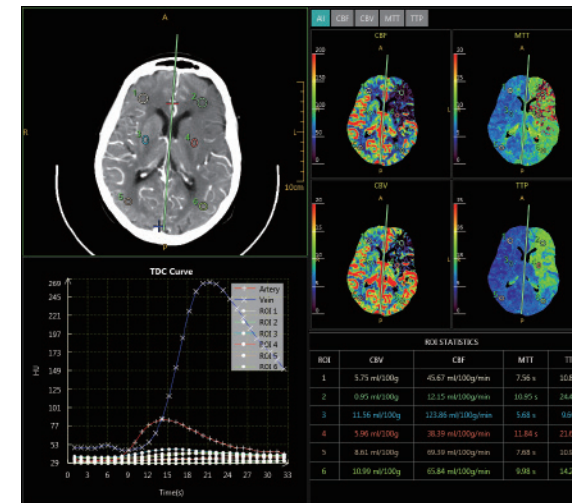 A
R
L
10cm
P
All CBF CBV MTT TTP
CBF
MTT
A
A
200
150
100
50
0
20
P
P
CBV
TTP
A
A
P
P
TDC Curve
269
245
221
197
173
149
125
101
77
53
29
HU
0 3 6 9 12 15 18 21 24 27 30 33
Time(s)
Artery
Vein
ROI 1
ROI 2
ROI 3
ROI 4
ROI 5
ROI 6
ROI STATISTICS
ROI CBV CBF MTT
1 5.75 ml/100g 45.67 ml/100g/min 7.56 s
2 0.95 ml/100g 12.15 ml/100g/min 10.95 s
3 11.56 ml/100g 123.86 ml/100g/min 5.68 s
4 5.96 ml/100g 38.39 ml/100g/min 11.84 s
5 8.61 ml/100g 69.39 ml/100g/min 7.68 s
6 10.99 ml/100g 65.84 ml/100g/min 9.98 s